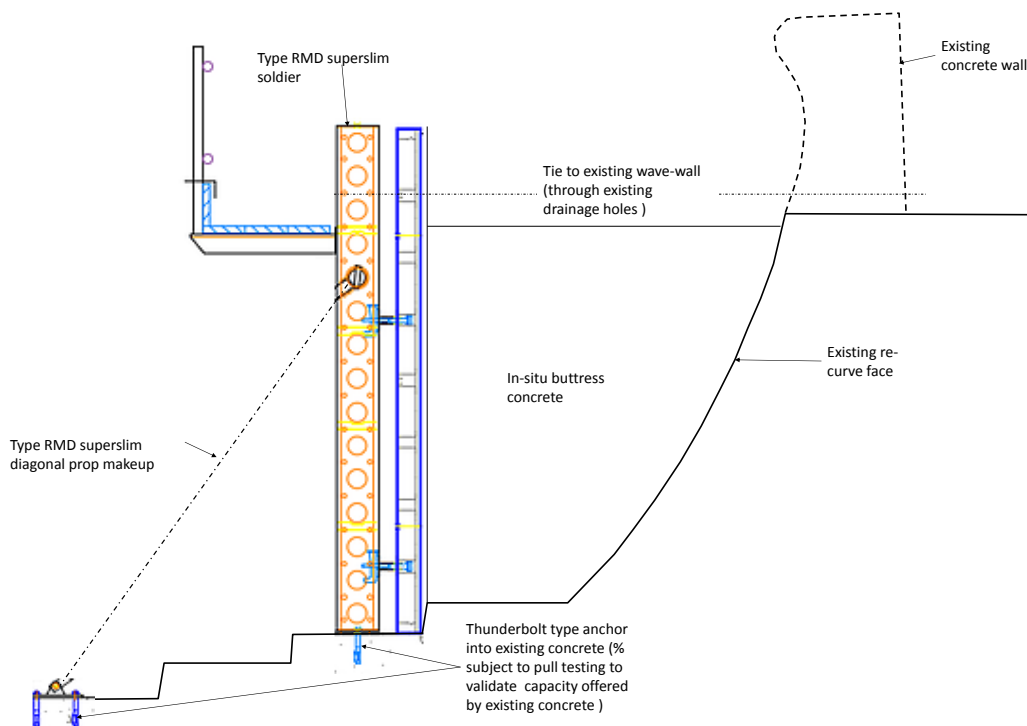 Type RMD superslim
soldier
Existing
concrete wall
Tie to existing wave-wall
(through existing
drainage holes )
Existing re-
curve face
In-situ buttress
concrete
Type RMD superslim
diagonal prop makeup
Thunderbolt type anchor
into existing concrete (%
subject to pull testing to
validate  capacity offered
by existing concrete )